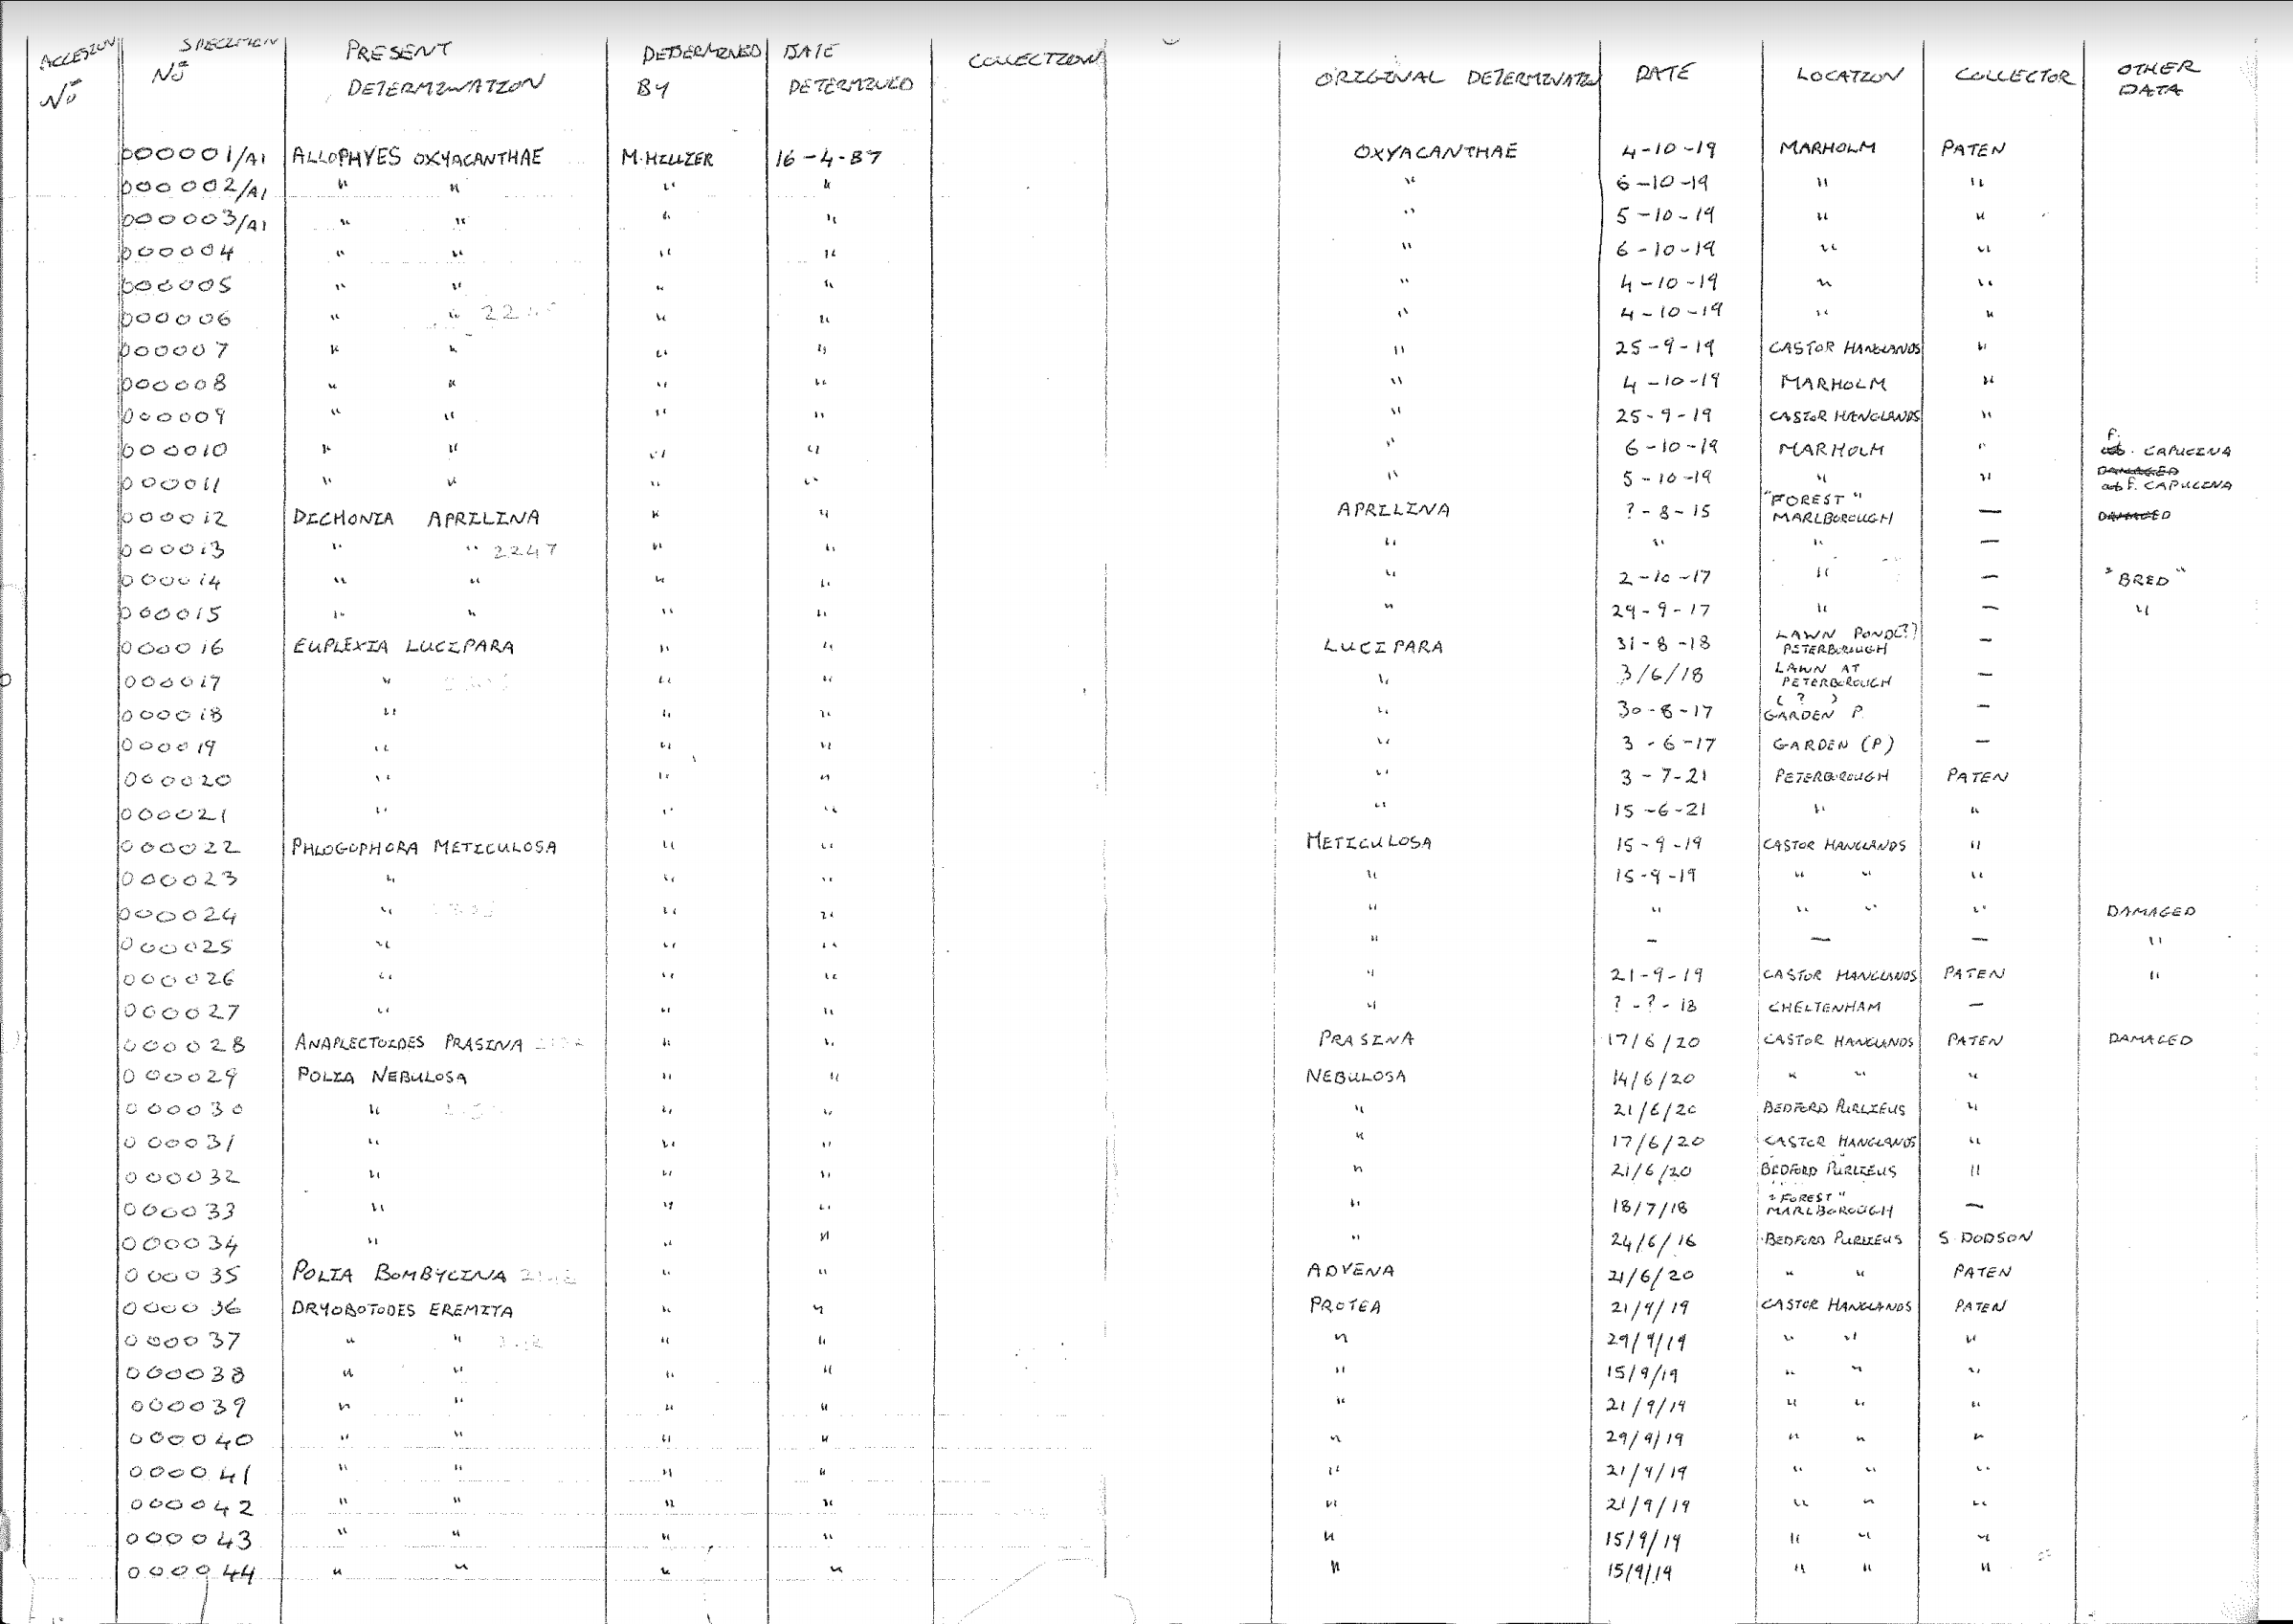 ACCESION Nº SPECIMEN Nº PRESENT DETERMINATION DETERMINED BY DATE DETERMINED COLLECTION ORIGINAL DETERMINATION DATE LOCATION COLLECTOR OTHER DATA
000001/A1 ALLOPHYES OXYACANTHAE M. HILLIER 16-4-87 OXYACANTHAE 4-10-19 MARHOLM PATEN
000002/A1 " " " " " 6-10-19 " "
000003/A1 " " " " " 5-10-19 " "
000004 " " " " " 6-10-19 " "
000005 " " " " " 4-10-19 " "
000006 " " " " " 4-10-19 " "
000007 " " " " " 25-9-19 CASTOR HANGLANDS "
000008 " " " " " 4-10-19 MARHOLM "
000009 " " " " " 25-9-19 CASTOR HANGLANDS "
000010 " " " " " 6-10-19 MARHOLM " ab. f. CAPUCINA
000011 " " " " " 5-10-19 " " DAMAGED ab f. CAPUCINA
000012 DICHONIA APRILINA " " APRILINA ?-8-15 "FOREST" MARLBOROUGH — DAMAGED
000013 " " 2247 " " " " " —
000014 " " " " " 2-10-17 " — "BRED"
000015 " " " " " 29-9-17 " — "
000016 EUPLEXIA LUCIPARA " " LUCIPARA 31-8-18 LAWN POND(?) PETERBOROUGH —
000017 " " " " 3/6/18 LAWN AT PETERBOROUGH —
000018 " " " " 30-8-17 (?) GARDEN P. —
000019 " " " " 3-6-17 GARDEN (P) —
000020 " " " " 3-7-21 PETERBOROUGH PATEN
000021 " " " " 15-6-21 " "
000022 PHLOGOPHORA METICULOSA " " METICULOSA 15-9-19 CASTOR HANGLANDS "
000023 " " " " 15-9-19 " " "
000024 " " " " " " " " DAMAGED
000025 " " " " — — — "
000026 " " " " 21-9-19 CASTOR HANGLANDS PATEN "
000027 " " " " ?-?-18 CHELTENHAM —
000028 ANAPLECTOIDES PRASINA " " PRASINA 17/6/20 CASTOR HANGLANDS PATEN DAMAGED
000029 POLIA NEBULOSA " " NEBULOSA 14/6/20 " " "
000030 " " " " 21/6/20 BEDFORD PURLIEUS "
000031 " " " " 17/6/20 CASTOR HANGLANDS "
000032 " " " " 21/6/20 BEDFORD PURLIEUS "
000033 " " " " 18/7/18 "FOREST" MARLBOROUGH —
000034 " " " " 24/6/16 BEDFORD PURLIEUS S. DODSON
000035 POLIA BOMBYCINA " " ADVENA 21/6/20 " " PATEN
000036 DRYOBOTODES EREMITA " " PROTEA 21/9/19 CASTOR HANGLANDS PATEN
000037 " " " " " 29/9/19 " " "
000038 " " " " " 15/9/19 " " "
000039 " " " " " 21/9/19 " " "
000040 " " " " " 29/9/19 " " "
000041 " " " " " 21/9/19 " " "
000042 " " " " " 21/9/19 " " "
000043 " " " " " 15/9/19 " " "
000044 " " " " " 15/9/19 " " "